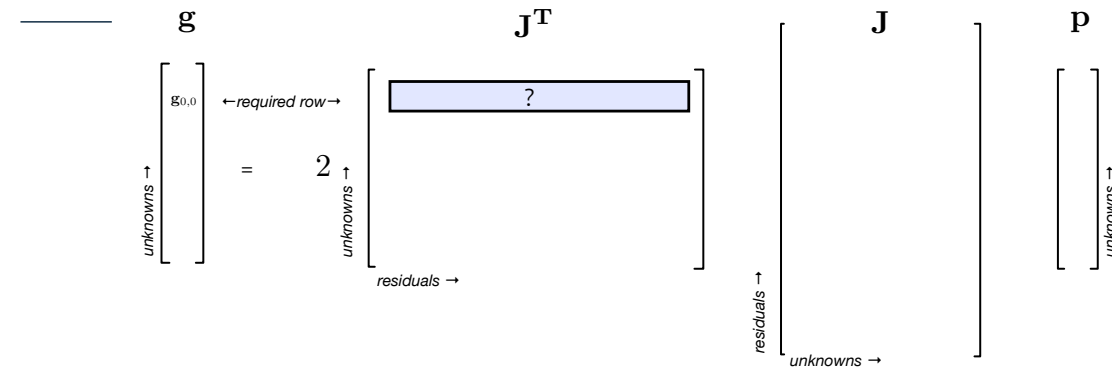 g
J^T
J
p
g0,0
←required row→
?
unknowns →
=
2
unknowns →
unknowns →
residuals →
residuals →
unknowns →